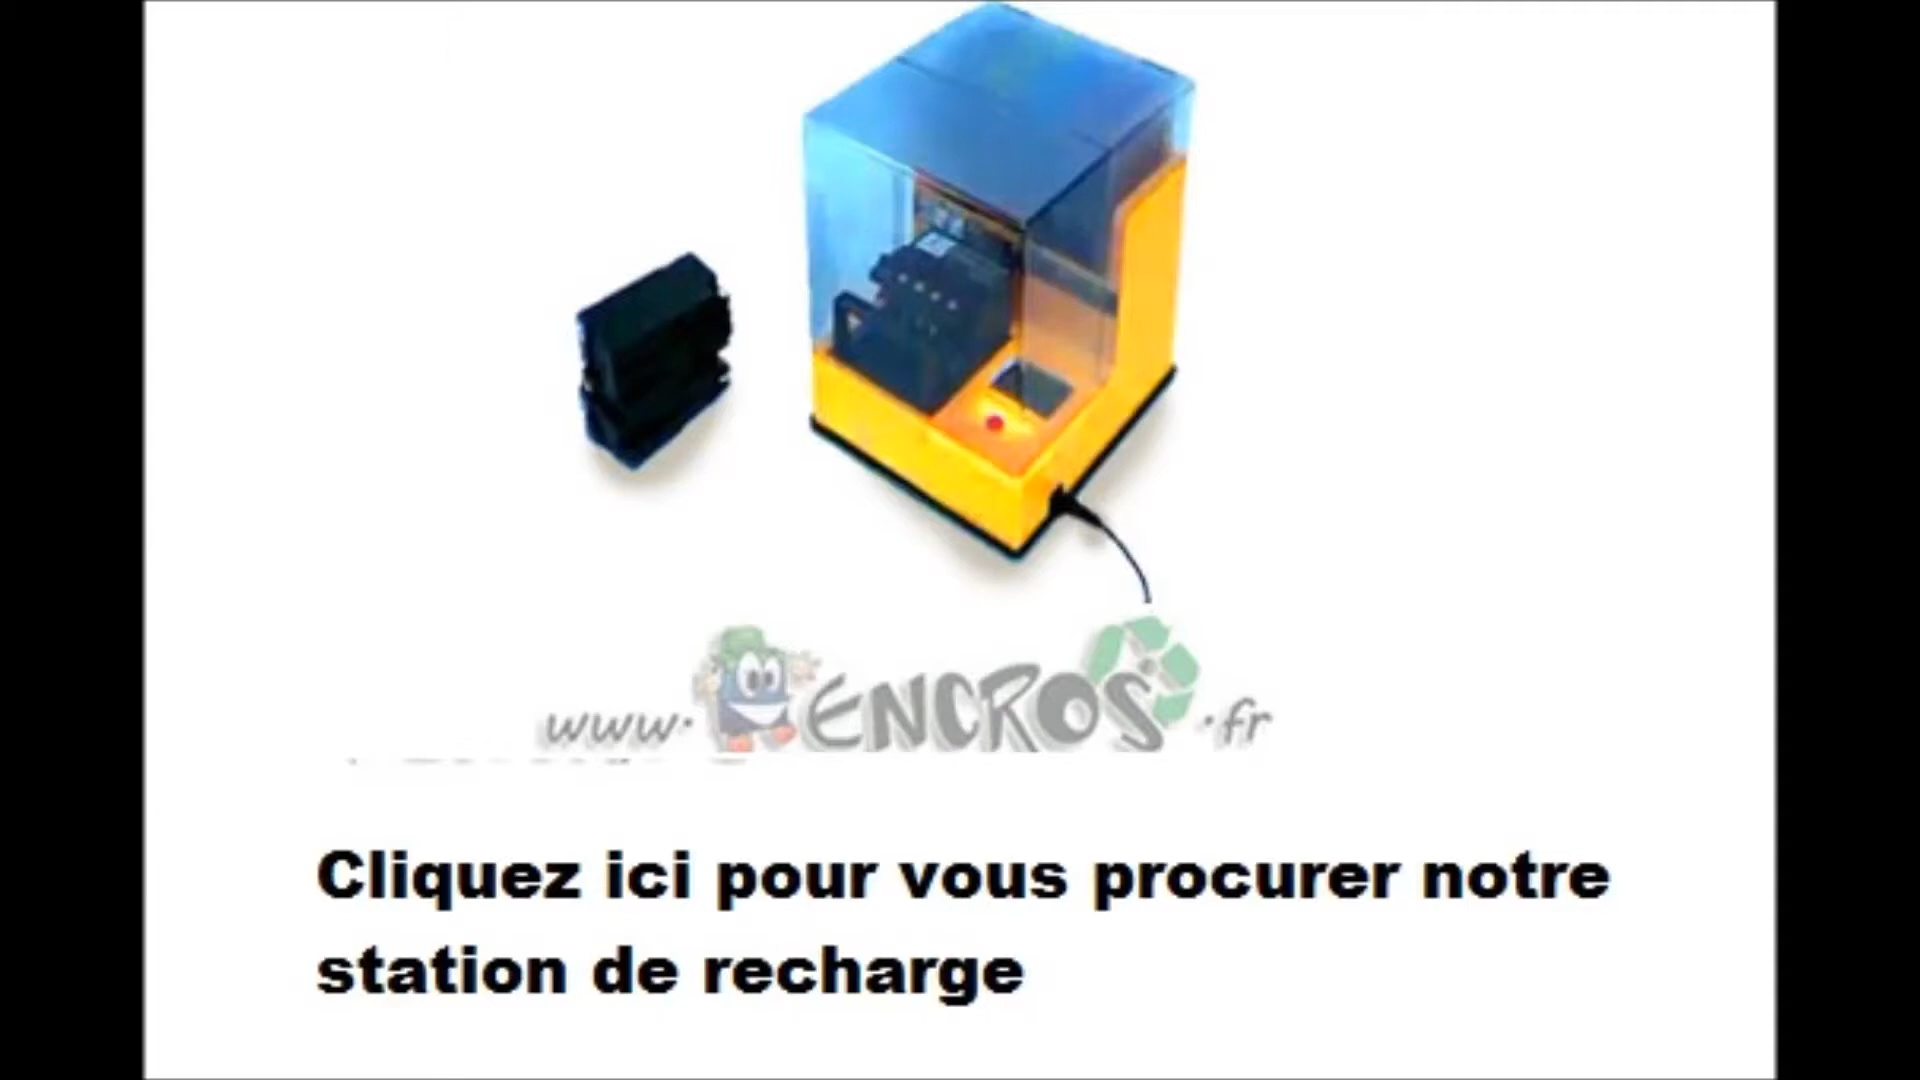 www.ENCROS.fr
Cliquez ici pour vous procurer notre
station de recharge